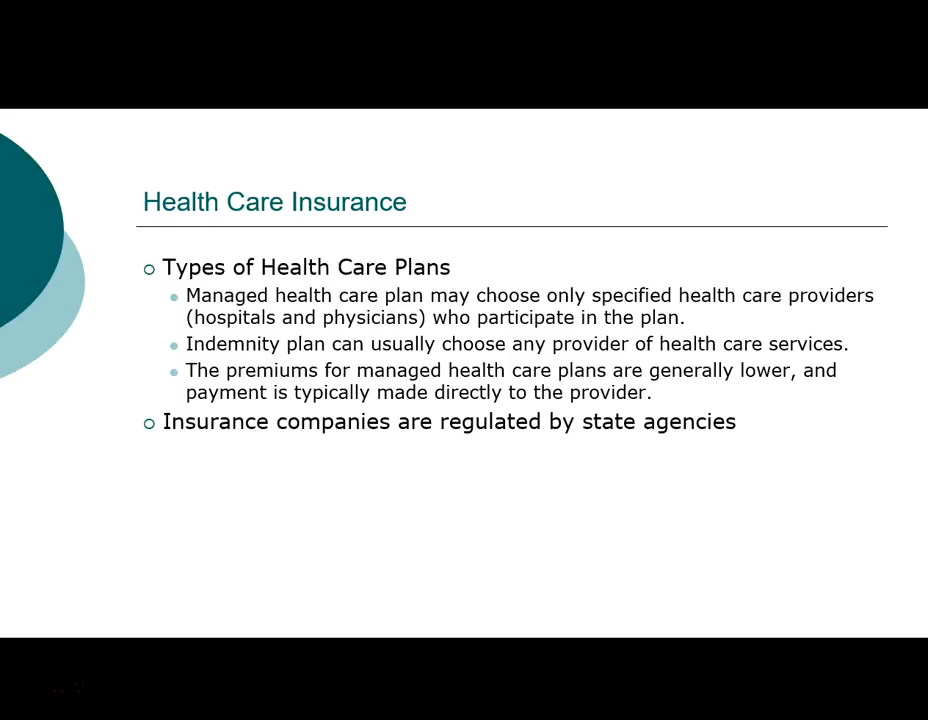 Health Care Insurance
Types of Health Care Plans
Managed health care plan may choose only specified health care providers
(hospitals and physicians) who participate in the plan.
Indemnity plan can usually choose any provider of health care services.
The premiums for managed health care plans are generally lower, and
payment is typically made directly to the provider.
Insurance companies are regulated by state agencies